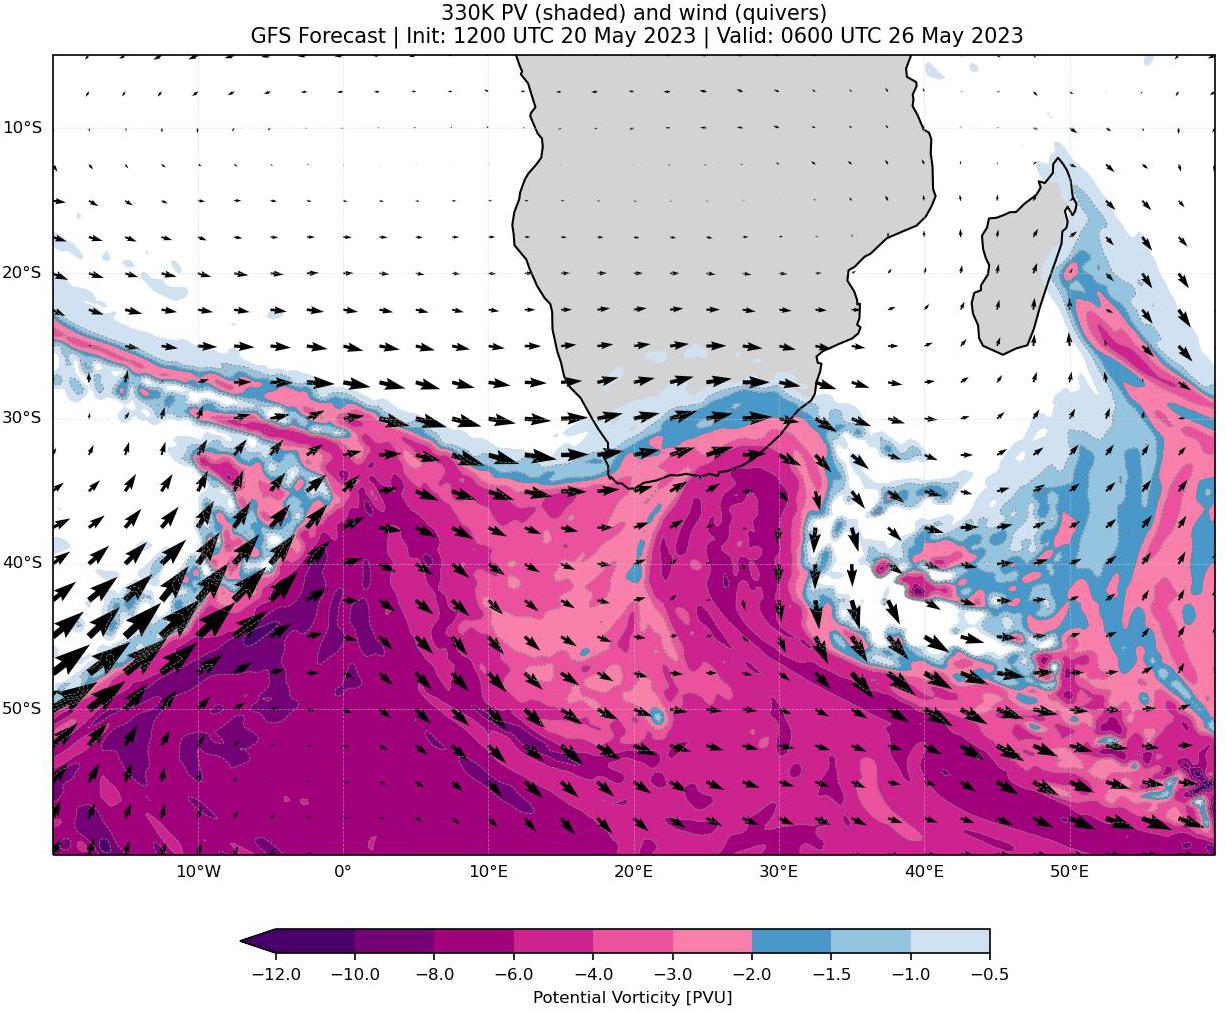 330K PV (shaded) and wind (quivers)
GFS Forecast | Init: 1200 UTC 20 May 2023 | Valid: 0600 UTC 26 May 2023
10°S
20°S
30°S
40°S
50°S
10°W 0° 10°E 20°E 30°E 40°E 50°E
−12.0 −10.0 −8.0 −6.0 −4.0 −3.0 −2.0 −1.5 −1.0 −0.5
Potential Vorticity [PVU]